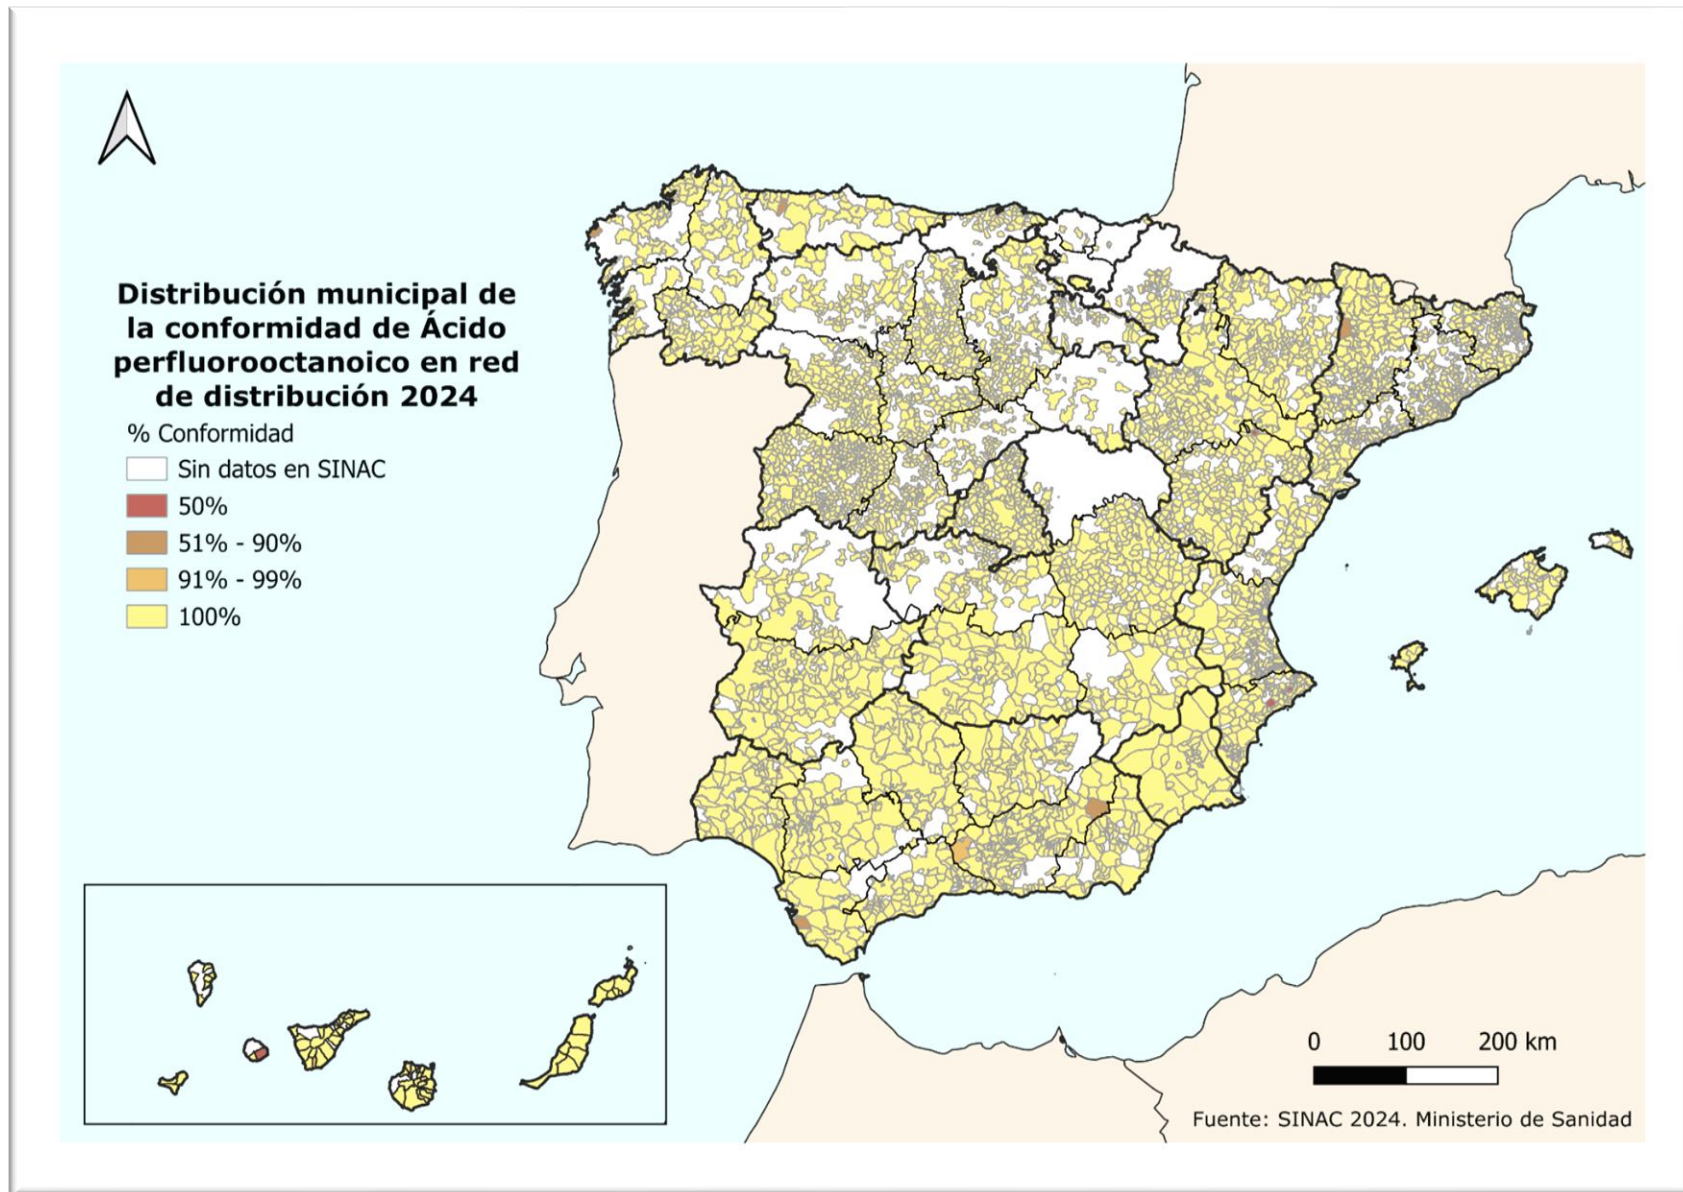 Distribución municipal de
la conformidad de Ácido
perfluorooctanoico en red
de distribución 2024
% Conformidad
Sin datos en SINAC
50%
51% - 90%
91% - 99%
100%
0 100 200 km
Fuente: SINAC 2024. Ministerio de Sanidad